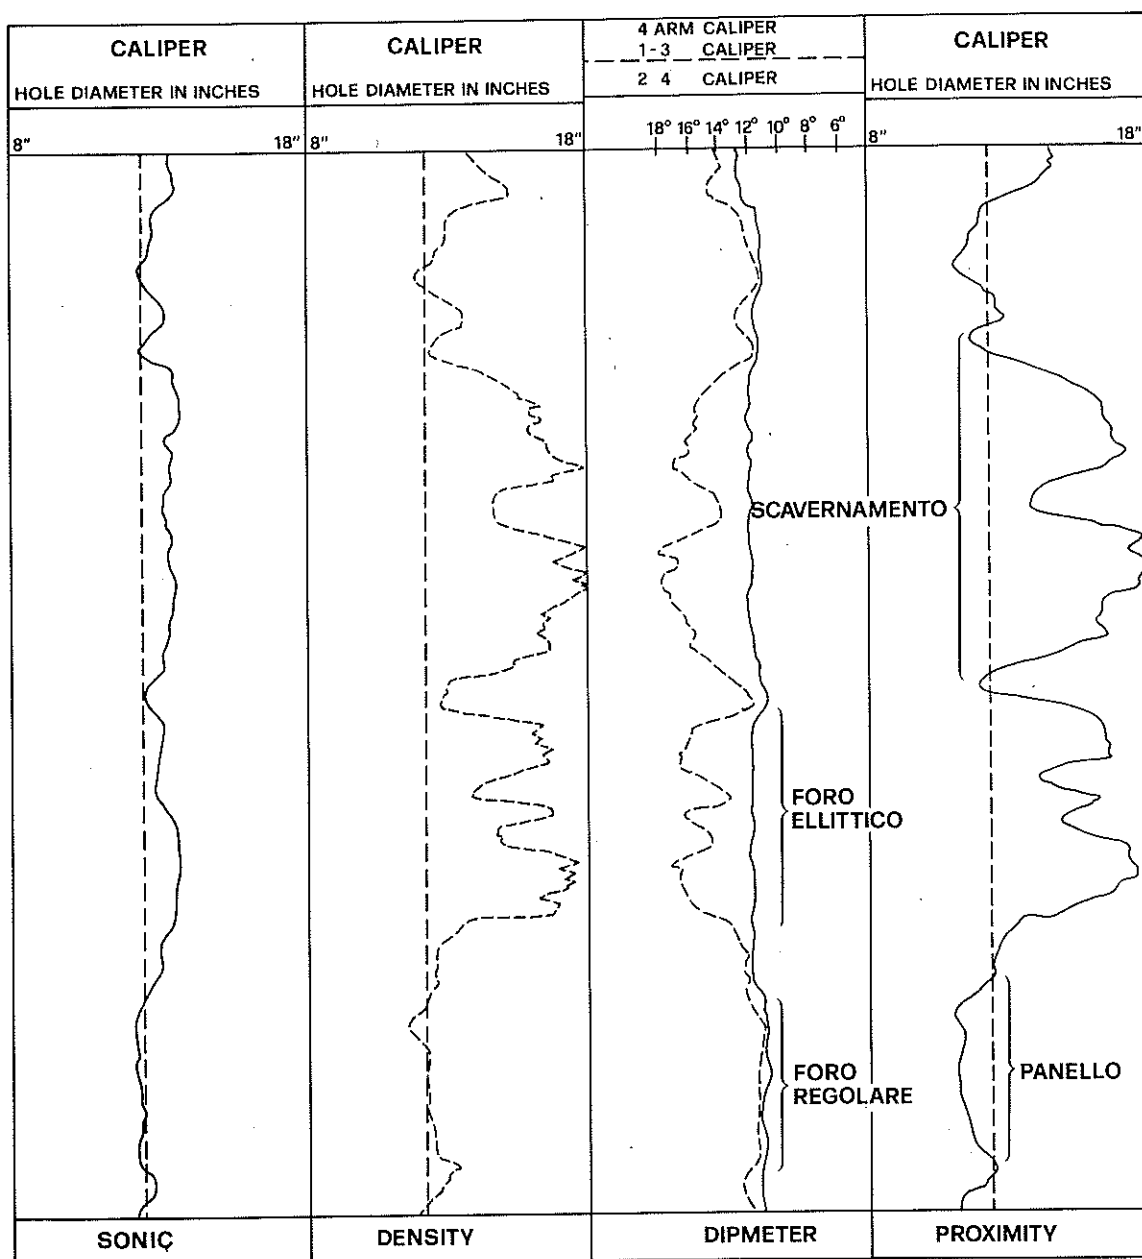 CALIPER
HOLE DIAMETER IN INCHES
8" 18"
CALIPER
HOLE DIAMETER IN INCHES
8" 18"
4 ARM CALIPER
1-3 CALIPER
2 4 CALIPER
18° 16° 14° 12° 10° 8° 6°
CALIPER
HOLE DIAMETER IN INCHES
8" 18"
SCAVERNAMENTO
FORO
ELLITTICO
FORO
REGOLARE
PANELLO
SONIÇ
DENSITY
DIPMETER
PROXIMITY